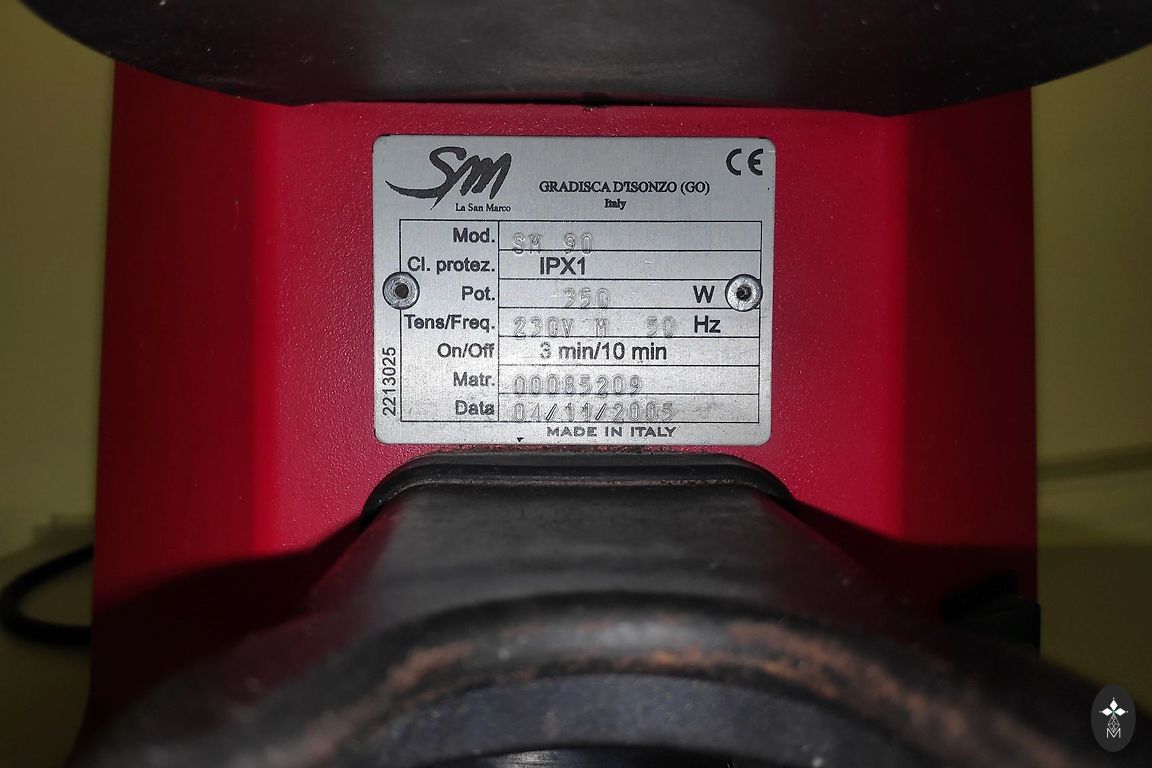 SM
La San Marco
GRADISCA D'ISONZO (GO)
Italy
CE
Mod. SM 90
Cl. protez. IPX1
Pot. 350 W
Tens/Freq. 230V M 50 Hz
On/Off 3 min/10 min
Matr. 00085209
Data 04/11/2005
MADE IN ITALY
2213025
M